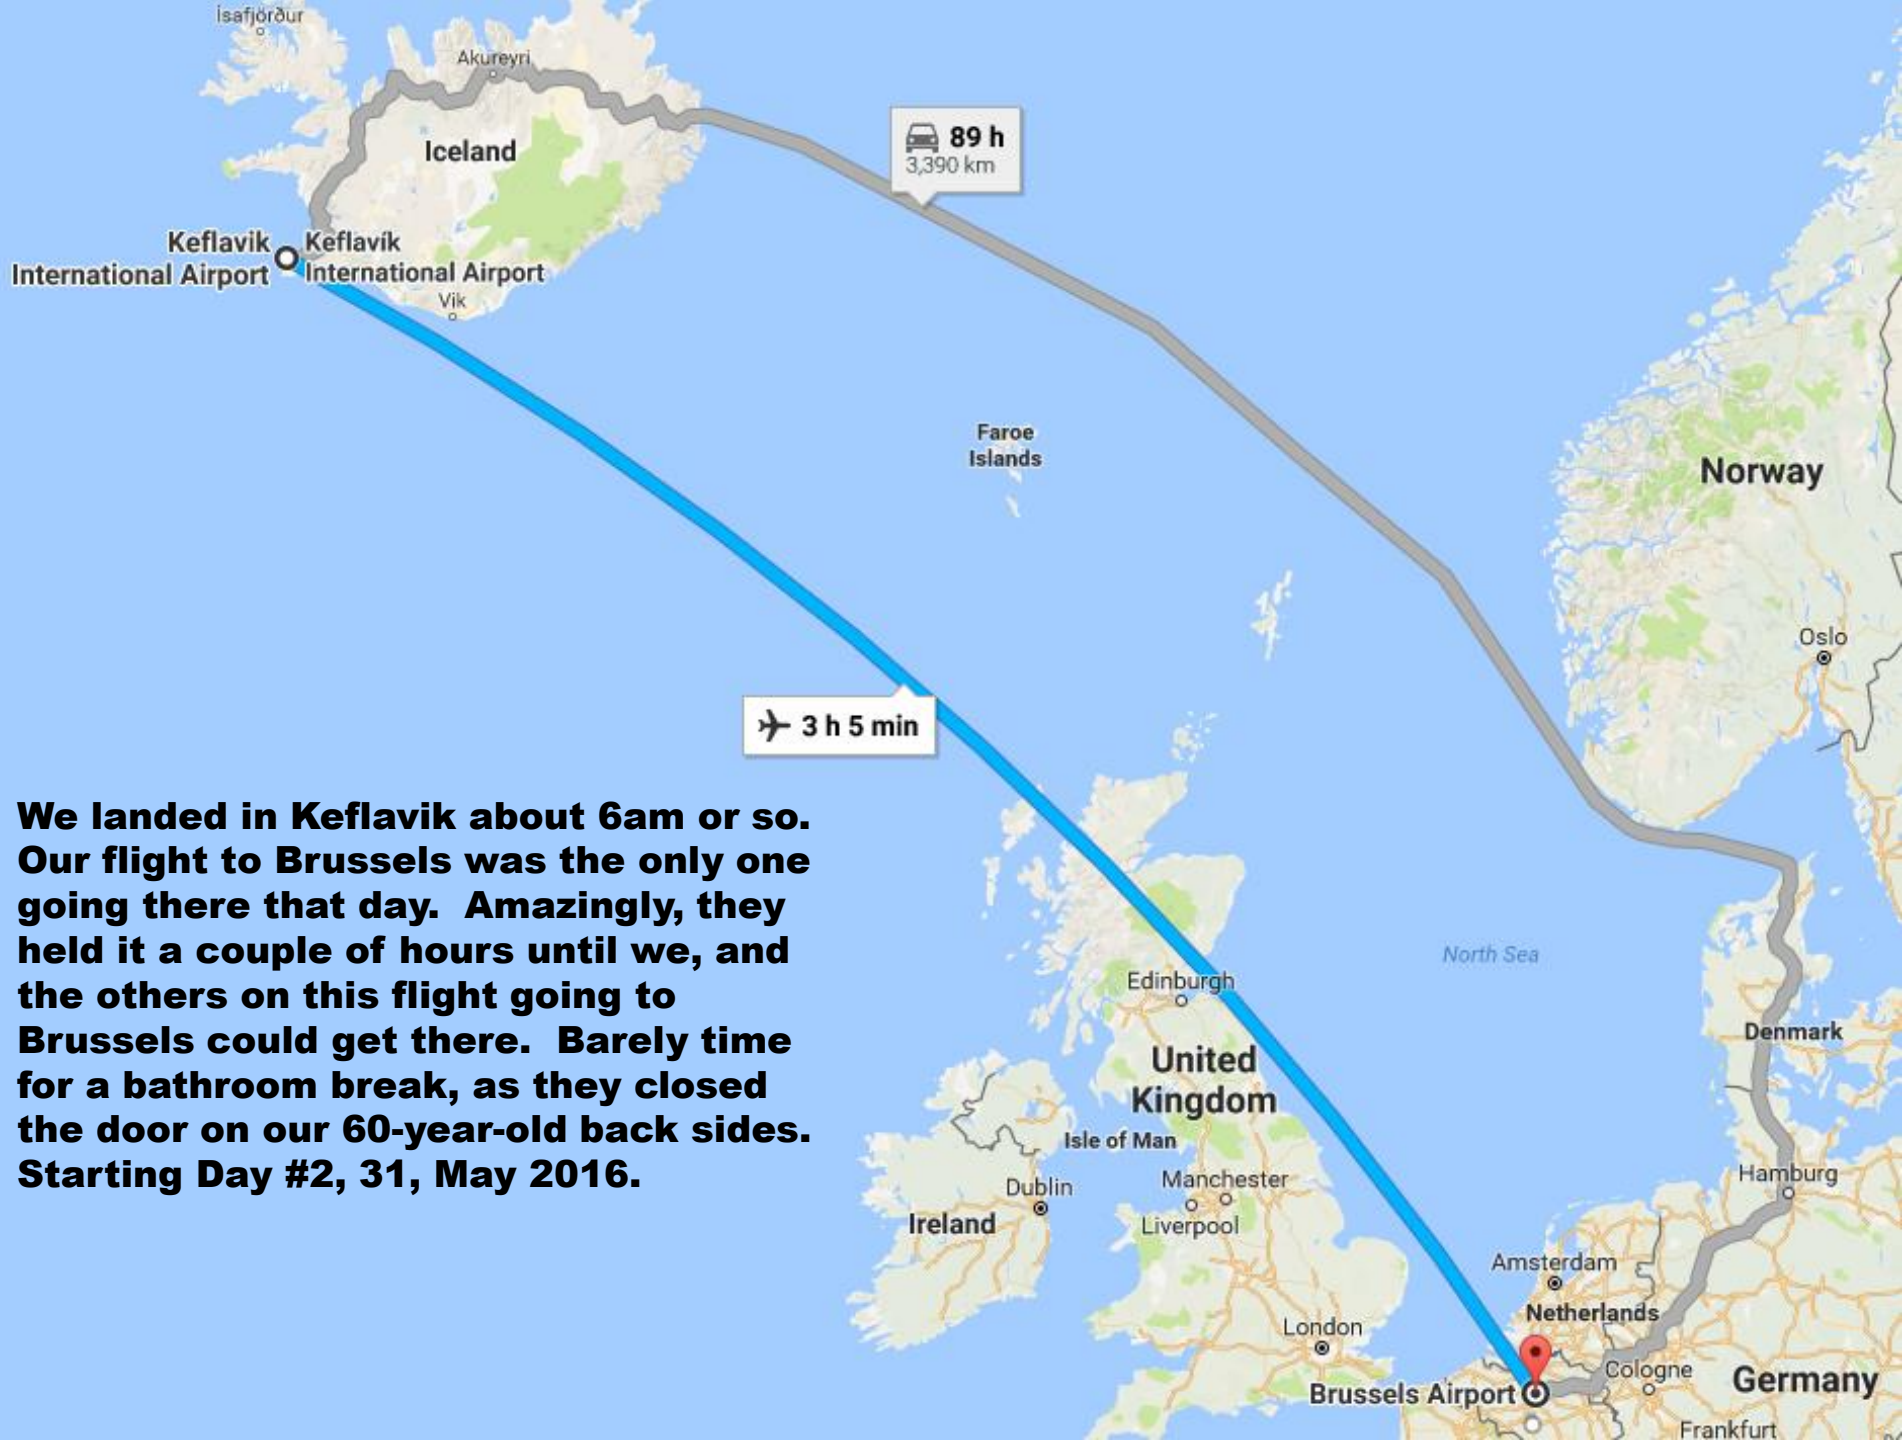 Ísafjörður
Akureyri
Iceland
89 h
3,390 km
Keflavik
International Airport
Keflavík
International Airport
Vik
Faroe
Islands
Norway
Oslo
3 h 5 min
We landed in Keflavik about 6am or so.
Our flight to Brussels was the only one
going there that day. Amazingly, they
held it a couple of hours until we, and
the others on this flight going to
Brussels could get there. Barely time
for a bathroom break, as they closed
the door on our 60-year-old back sides.
Starting Day #2, 31, May 2016.
North Sea
Edinburgh
Denmark
United
Kingdom
Isle of Man
Hamburg
Manchester
Dublin
Liverpool
Ireland
Amsterdam
Netherlands
London
Cologne
Germany
Brussels Airport
Frankfurt